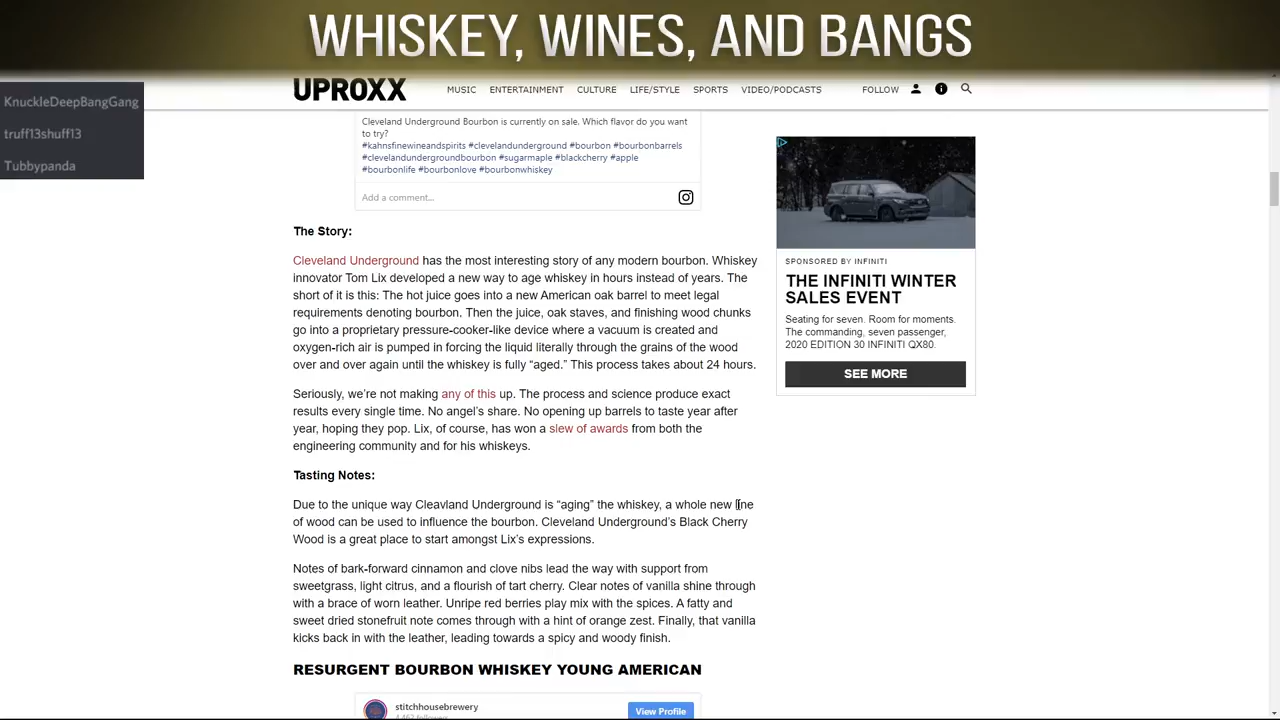 WHISKEY, WINES, AND BANGS
KnuckleDeepBangGang
truff13shuff13
Tubbypanda
UPROXX
MUSIC ENTERTAINMENT CULTURE LIFE/STYLE SPORTS VIDEO/PODCASTS FOLLOW
Cleveland Underground Bourbon is currently on sale. Which flavor do you want
to try?
#kahnsfinewineandspirits #clevelandunderground #bourbon #bourbonbarrels
#clevelandundergroundbourbon #sugarmaple #blackcherry #apple
#bourbonlife #bourbonlove #bourbonwhiskey
Add a comment...
The Story:
Cleveland Underground has the most interesting story of any modern bourbon. Whiskey
innovator Tom Lix developed a new way to age whiskey in hours instead of years. The
short of it is this: The hot juice goes into a new American oak barrel to meet legal
requirements denoting bourbon. Then the juice, oak staves, and finishing wood chunks
go into a proprietary pressure-cooker-like device where a vacuum is created and
oxygen-rich air is pumped in forcing the liquid literally through the grains of the wood
over and over again until the whiskey is fully “aged.” This process takes about 24 hours.
Seriously, we’re not making any of this up. The process and science produce exact
results every single time. No angel’s share. No opening up barrels to taste year after
year, hoping they pop. Lix, of course, has won a slew of awards from both the
engineering community and for his whiskeys.
Tasting Notes:
Due to the unique way Cleavland Underground is “aging” the whiskey, a whole new line
of wood can be used to influence the bourbon. Cleveland Underground’s Black Cherry
Wood is a great place to start amongst Lix’s expressions.
Notes of bark-forward cinnamon and clove nibs lead the way with support from
sweetgrass, light citrus, and a flourish of tart cherry. Clear notes of vanilla shine through
with a brace of worn leather. Unripe red berries play mix with the spices. A fatty and
sweet dried stonefruit note comes through with a hint of orange zest. Finally, that vanilla
kicks back in with the leather, leading towards a spicy and woody finish.
RESURGENT BOURBON WHISKEY YOUNG AMERICAN
stitchhousebrewery
4,462 followers
View Profile
SPONSORED BY INFINITI
THE INFINITI WINTER
SALES EVENT
Seating for seven. Room for moments.
The commanding, seven passenger,
2020 EDITION 30 INFINITI QX80.
SEE MORE